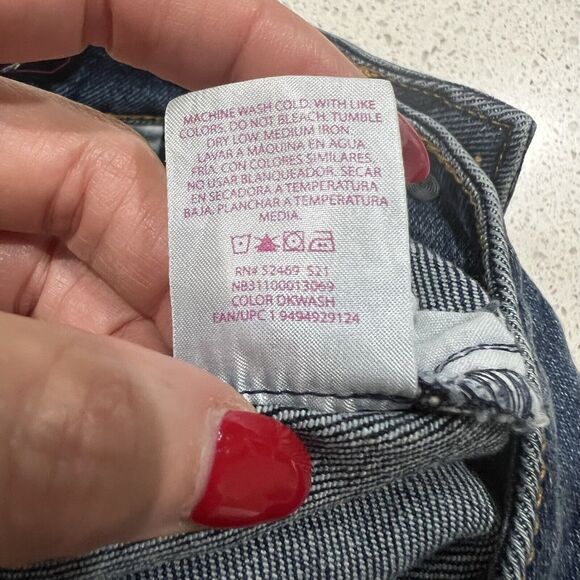 MACHINE WASH COLD. WITH LIKE
COLORS. DO NOT BLEACH. TUMBLE
DRY LOW. MEDIUM IRON.
LAVAR A MÁQUINA EN AGUA
FRÍA. CON COLORES SIMILARES.
NO USAR BLANQUEADOR. SECAR
EN SECADORA A TEMPERATURA
BAJA. PLANCHAR A TEMPERATURA
MEDIA.
RN# 52469 S21
NB31100013069
COLOR DKWASH
EAN/UPC 1 9494929124